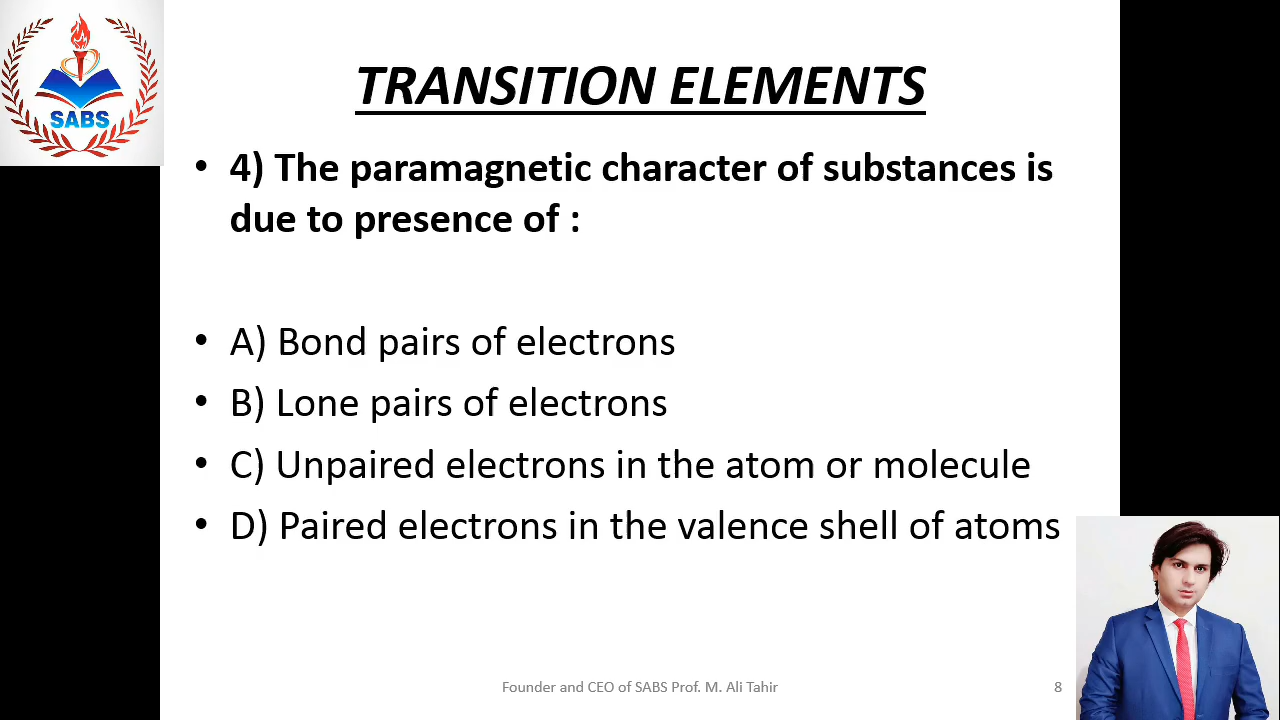 SABS
TRANSITION ELEMENTS
• 4) The paramagnetic character of substances is
due to presence of :
• A) Bond pairs of electrons
• B) Lone pairs of electrons
• C) Unpaired electrons in the atom or molecule
• D) Paired electrons in the valence shell of atoms
Founder and CEO of SABS Prof. M. Ali Tahir
8